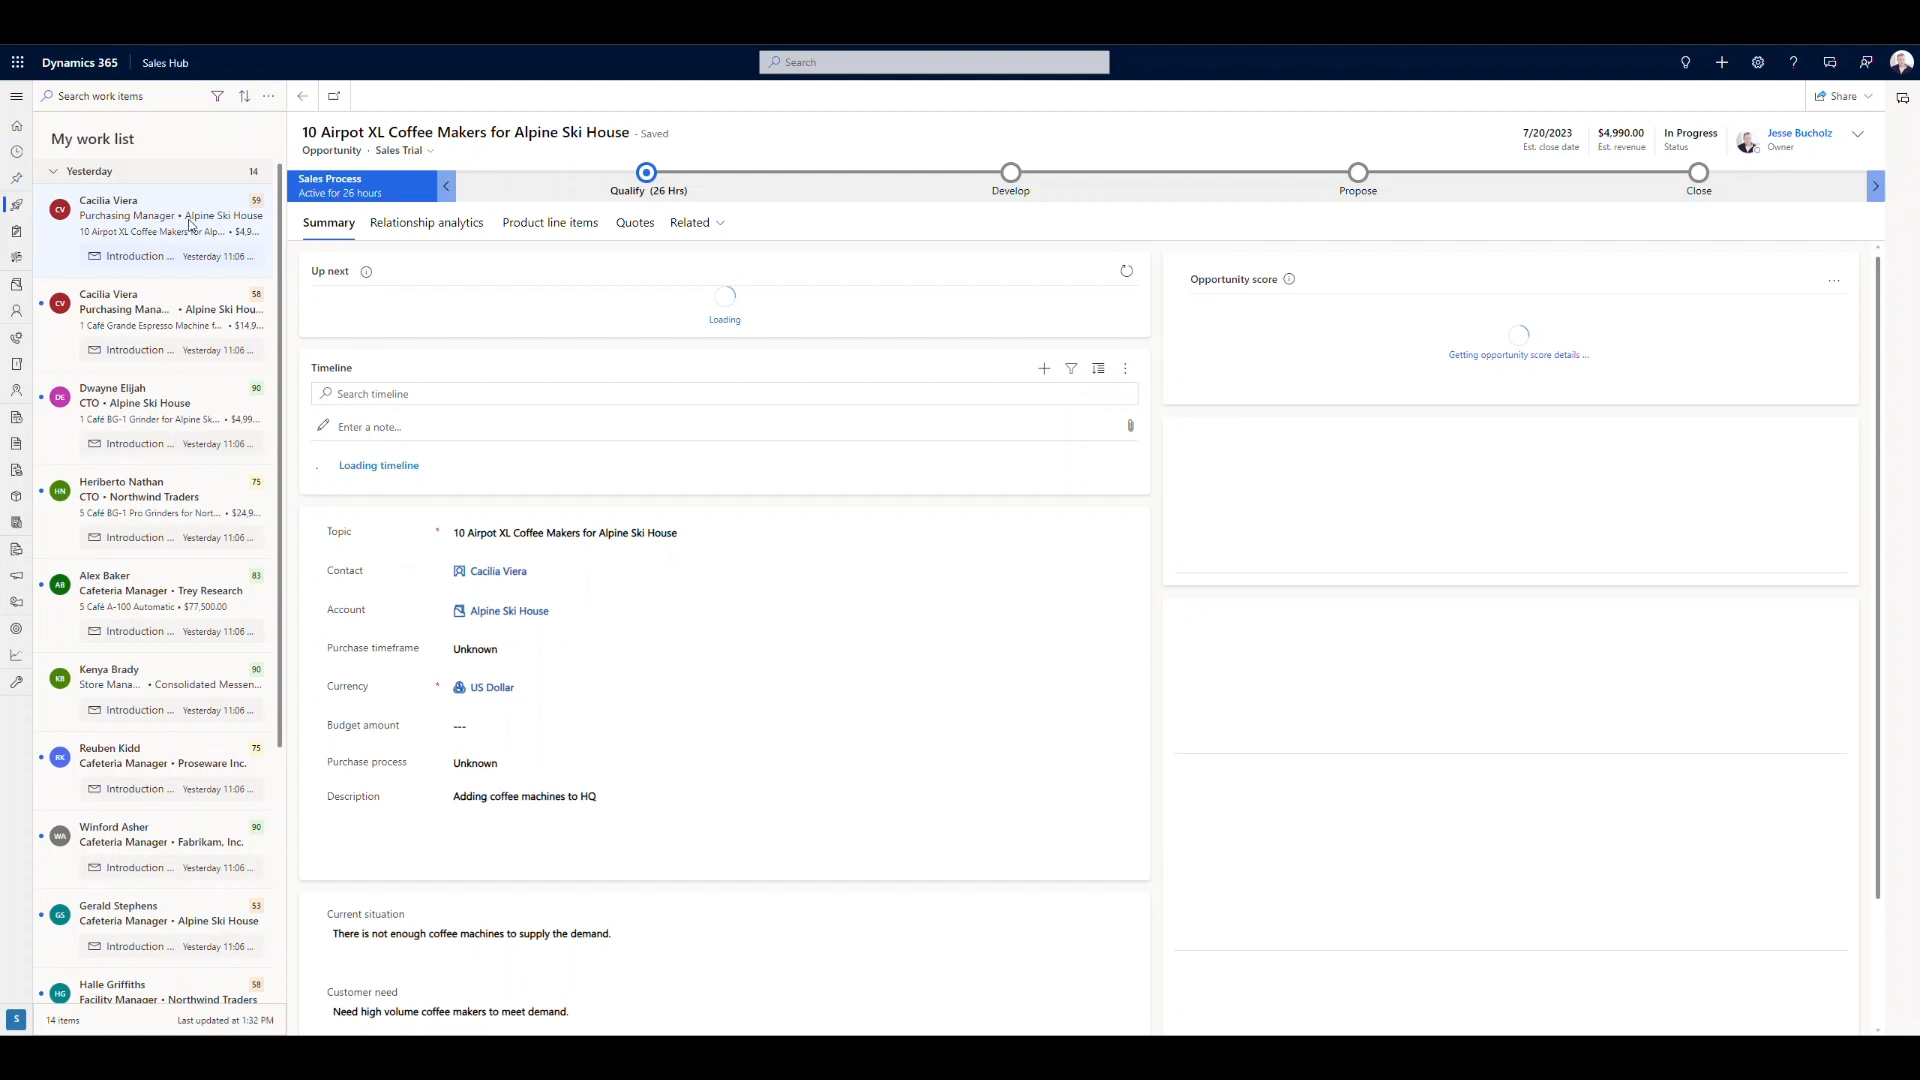 Dynamics 365
Sales Hub
Search
Search work items
Share
My work list
Yesterday 14
Cacilia Viera 59
Purchasing Manager • Alpine Ski House
10 Airpot XL Coffee Makers for Alp... • $4,9...
Introduction ... Yesterday 11:06 ...
CV
Cacilia Viera 58
Purchasing Mana... • Alpine Ski Hou...
1 Café Grande Espresso Machine f... • $14,9...
Introduction ... Yesterday 11:06 ...
CV
Dwayne Elijah 90
CTO • Alpine Ski House
1 Café BG-1 Grinder for Alpine Sk... • $4,99...
Introduction ... Yesterday 11:06 ...
DE
Heriberto Nathan 75
CTO • Northwind Traders
5 Café BG-1 Pro Grinders for Nort... • $24,9...
Introduction ... Yesterday 11:06 ...
HN
Alex Baker 83
Cafeteria Manager • Trey Research
5 Café A-100 Automatic • $77,500.00
Introduction ... Yesterday 11:06 ...
AB
Kenya Brady 90
Store Mana... • Consolidated Messen...
Introduction ... Yesterday 11:06 ...
KB
Reuben Kidd 75
Cafeteria Manager • Proseware Inc.
Introduction ... Yesterday 11:06 ...
RK
Winford Asher 90
Cafeteria Manager • Fabrikam, Inc.
Introduction ... Yesterday 11:06 ...
WA
Gerald Stephens 53
Cafeteria Manager • Alpine Ski House
Introduction ... Yesterday 11:06 ...
GS
Halle Griffiths 58
Facility Manager • Northwind Traders
HG
S
14 items Last updated at 1:32 PM
10 Airpot XL Coffee Makers for Alpine Ski House - Saved
Opportunity · Sales Trial
7/20/2023
Est. close date
$4,990.00
Est. revenue
In Progress
Status
Jesse Bucholz
Owner
Sales Process
Active for 26 hours
Qualify (26 Hrs)
Develop
Propose
Close
Summary
Relationship analytics
Product line items
Quotes
Related
Up next
Loading
Timeline
Search timeline
Enter a note...
Loading timeline
Topic * 10 Airpot XL Coffee Makers for Alpine Ski House
Contact Cacilia Viera
Account Alpine Ski House
Purchase timeframe Unknown
Currency * US Dollar
Budget amount ---
Purchase process Unknown
Description Adding coffee machines to HQ
Current situation
There is not enough coffee machines to supply the demand.
Customer need
Need high volume coffee makers to meet demand.
Opportunity score
Getting opportunity score details ...